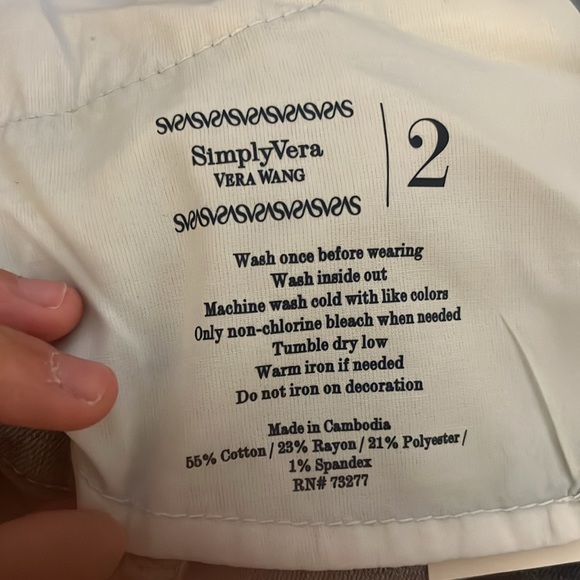 SVASVASVASVASVAS
SimplyVera
VERA WANG
SVASVASVASVASVAS
2
Wash once before wearing
Wash inside out
Machine wash cold with like colors
Only non-chlorine bleach when needed
Tumble dry low
Warm iron if needed
Do not iron on decoration
Made in Cambodia
55% Cotton / 23% Rayon / 21% Polyester /
1% Spandex
RN# 73277